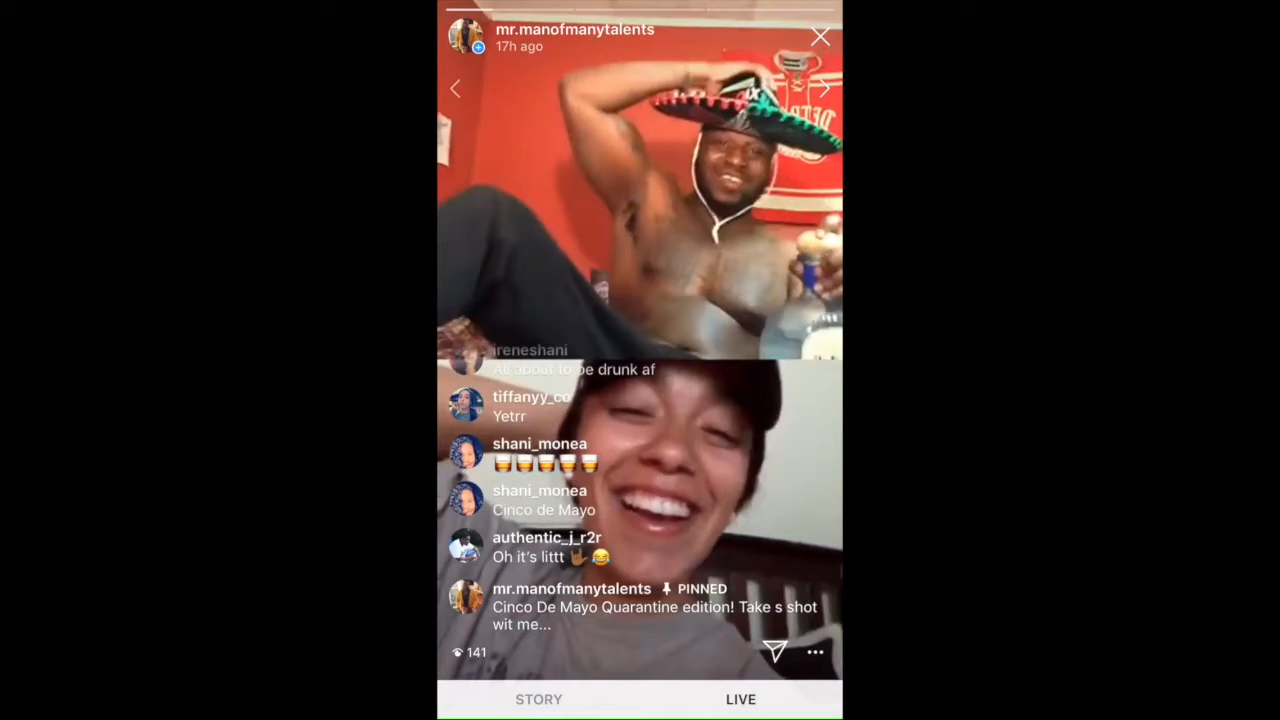 mr.manofmanytalents
17h ago
ireneshani
All about to be drunk af
tiffanyy_co
Yetrr
shani_monea
🥃🥃🥃🥃🥃
shani_monea
Cinco de Mayo
authentic_j_r2r
Oh it's littt 🤘🏾😂
mr.manofmanytalents PINNED
Cinco De Mayo Quarantine edition! Take s shot
wit me...
141
STORY
LIVE